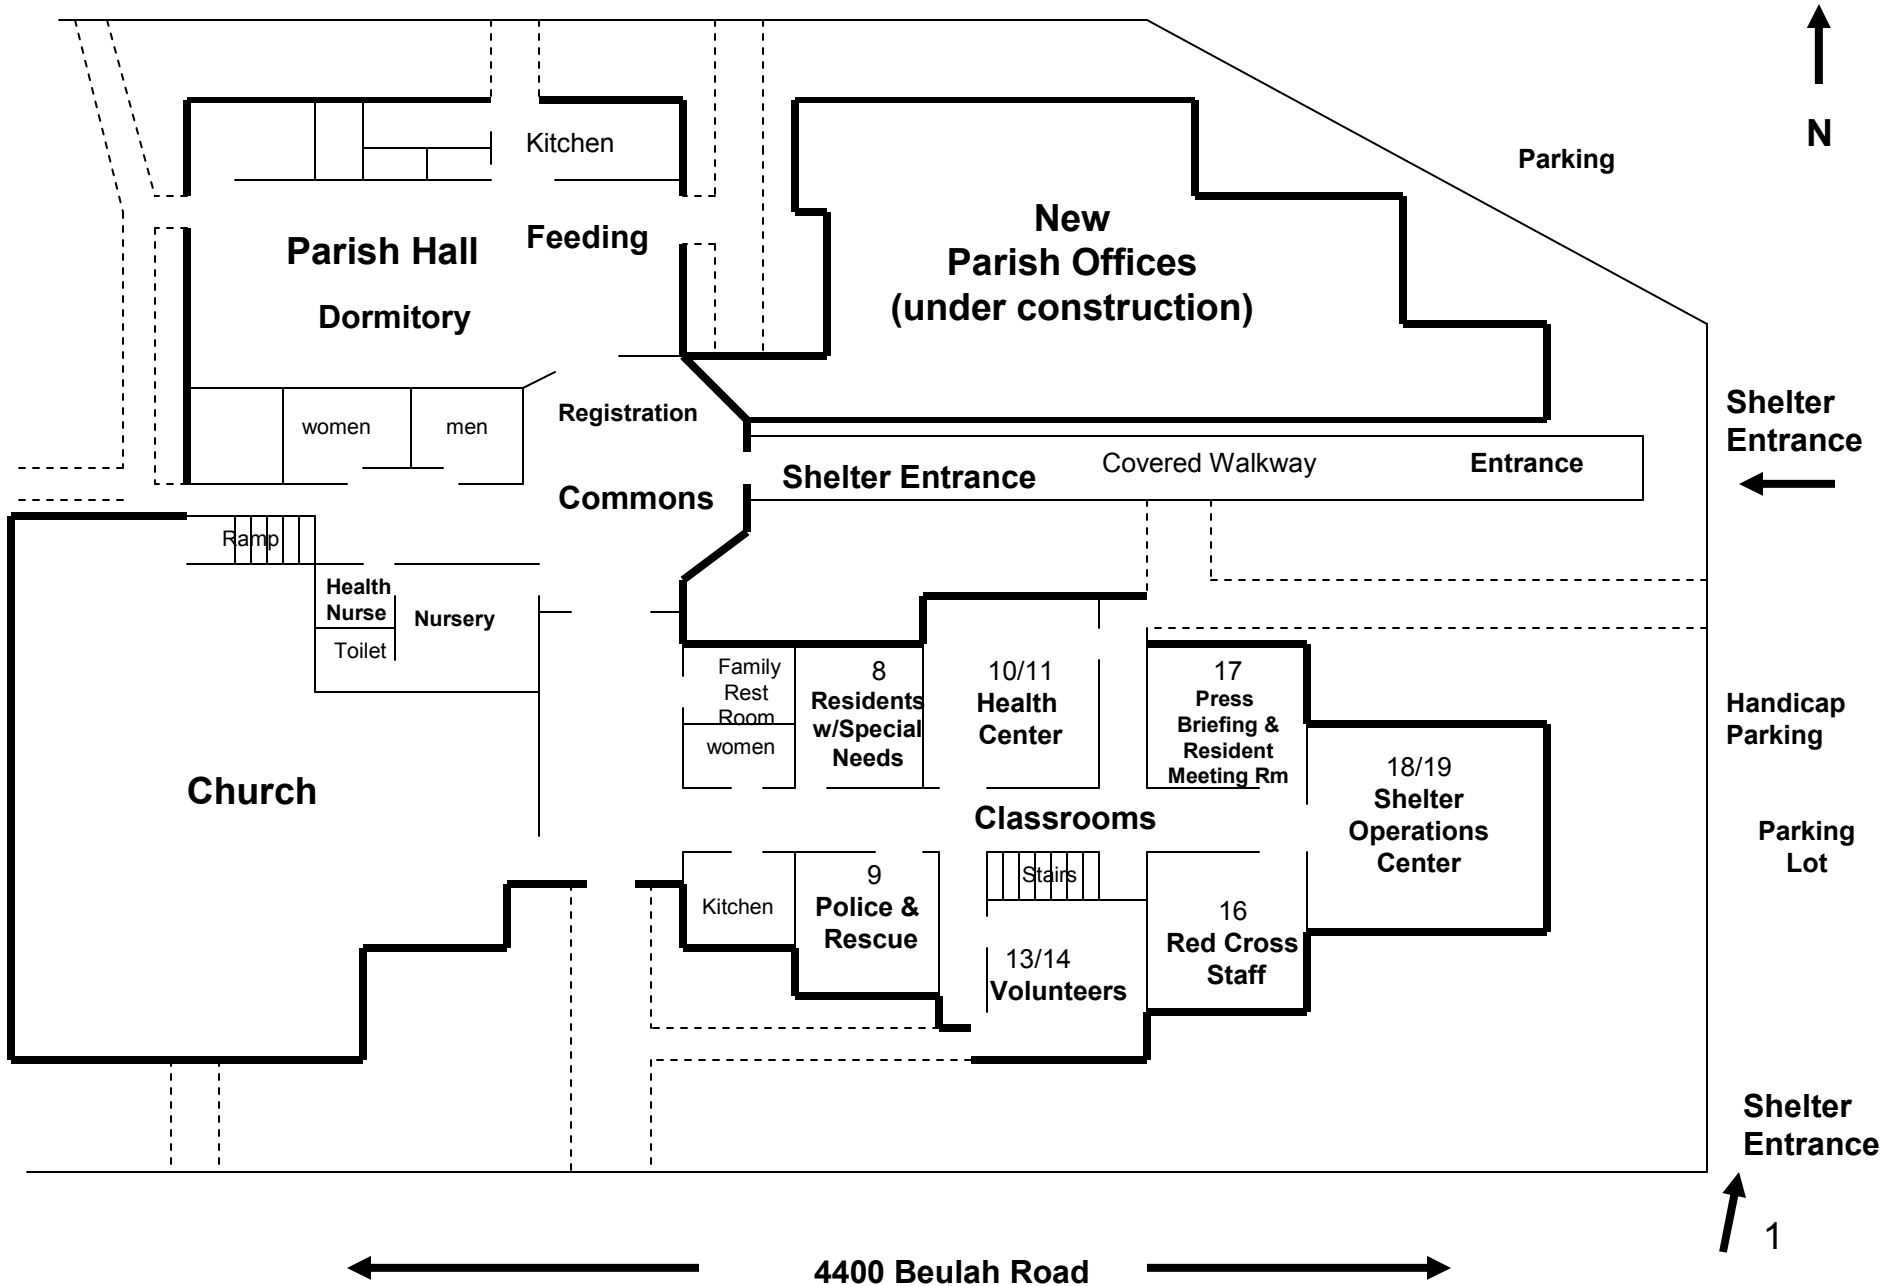 N
Kitchen
Parking
Parish Hall
Feeding
Dormitory
New
Parish Offices
(under construction)
women
men
Registration
Shelter
Entrance
Commons
Shelter Entrance
Covered Walkway
Entrance
Ramp
Health
Nurse
Nursery
Toilet
Family
Rest
Room
women
8
Residents
w/Special
Needs
10/11
Health
Center
17
Press
Briefing &
Resident
Meeting Rm
Handicap
Parking
Church
Classrooms
18/19
Shelter
Operations
Center
Parking
Lot
Kitchen
9
Police &
Rescue
Stairs
13/14
Volunteers
16
Red Cross
Staff
Shelter
Entrance
1
4400 Beulah Road